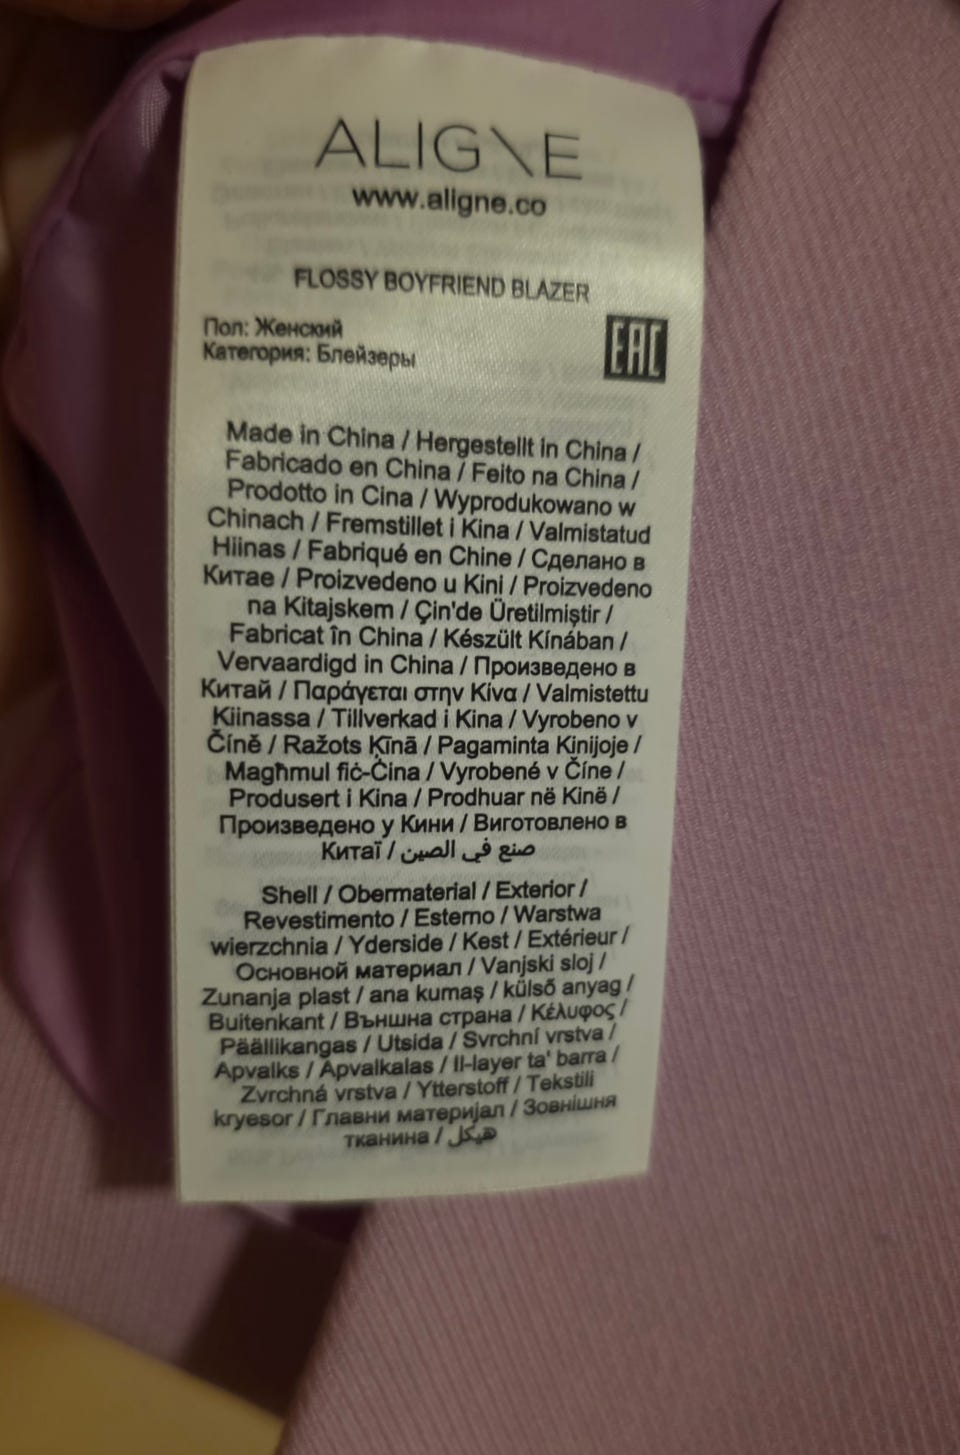 ALIGNE
www.aligne.co
FLOSSY BOYFRIEND BLAZER
Пол: Женский
Категория: Блейзеры
EAC
Made in China / Hergestellt in China /
Fabricado en China / Feito na China /
Prodotto in Cina / Wyprodukowano w
Chinach / Fremstillet i Kina / Valmistatud
Hiinas / Fabriqué en Chine / Сделано в
Китае / Proizvedeno u Kini / Proizvedeno
na Kitajskem / Çin'de Üretilmiştir /
Fabricat în China / Készült Kínában /
Vervaardigd in China / Произведено в
Китай / Παράγεται στην Κίνα / Valmistettu
Kiinassa / Tillverkad i Kina / Vyrobeno v
Číně / Ražots Ķīnā / Pagaminta Kinijoje /
Magħmul fiċ-Ċina / Vyrobené v Číne /
Produsert i Kina / Prodhuar në Kinë /
Произведено у Кини / Виготовлено в
Китаї / صنع في الصين
Shell / Obermaterial / Exterior /
Revestimento / Esterno / Warstwa
wierzchnia / Yderside / Kest / Extérieur /
Основной материал / Vanjski sloj /
Zunanja plast / ana kumaş / külső anyag /
Buitenkant / Външна страна / Κέλυφος /
Päällikangas / Utsida / Svrchní vrstva /
Apvalks / Apvalkalas / Il-layer ta' barra /
Zvrchná vrstva / Ytterstoff / Tekstili
kryesor / Главни материјал / Зовнішня
тканина / هيكل